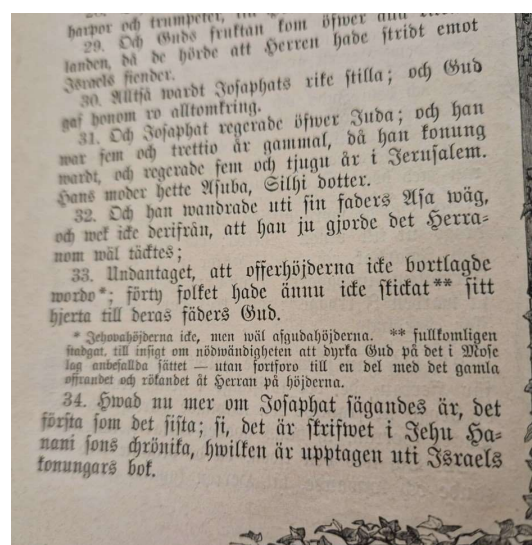 harpor och trumpeter,
29. Och Guds fruktan kom öfwer alla
landen, då de hörde att Herren hade stridt emot
Israels fiender.
30. Alltså wardt Josaphats rike stilla; och Gud
gaf honom ro alltomkring.
31. Och Josaphat regerade öfwer Juda; och han
war fem och trettio år gammal, då han konung
wardt, och regerade fem och tjugu år i Jerusalem.
Hans moder hette Asuba, Silhi dotter.
32. Och han wandrade uti sin faders Asa wäg,
och wek icke derifrån, att han ju gjorde det Herra-
nom wäl täcktes;
33. Undantaget, att offerhöjderna icke bortlagde
wordo*; förty folket hade ännu icke skickat** sitt
hjerta till deras fäders Gud.
* Jehovahöjderna icke, men wäl afgudahöjderna. ** fullkomligen
stadgat, till insigt om nödwändigheten att dyrka Gud på det i Mose
lag anbefallda sättet — utan fortforo till en del med det gamla
offrandet och rökandet åt Herran på höjderna.
34. Hwad nu mer om Josaphat sägandes är, det
första som det sista; si, det är skrifwet i Jehu Ha-
nani sons chrönika, hwilken är upptagen uti Israels
konungars bok.